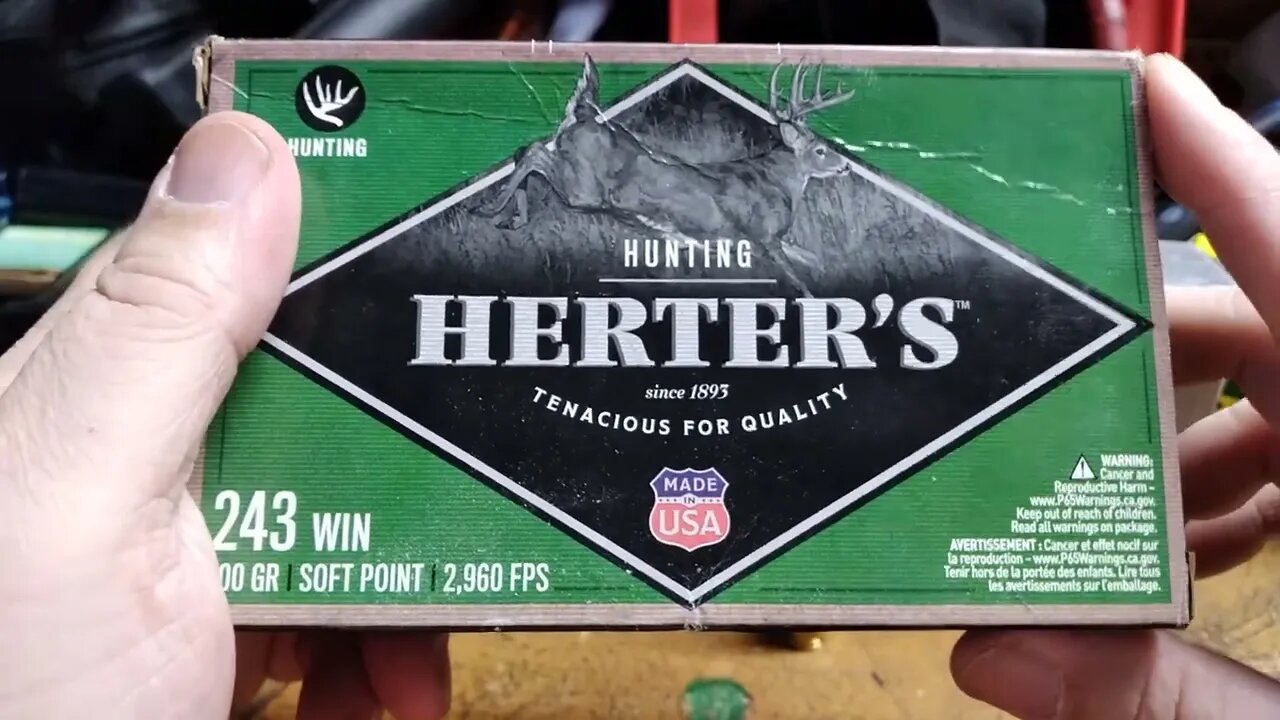 HUNTING
HUNTING
HERTER'S™
since 1893
TENACIOUS FOR QUALITY
MADE
IN
USA
243 WIN
00 GR | SOFT POINT | 2,960 FPS
WARNING:
Cancer and
Reproductive Harm –
www.P65Warnings.ca.gov.
Keep out of reach of children.
Read all warnings on package.
AVERTISSEMENT : Cancer et effet nocif sur
la reproduction – www.P65Warnings.ca.gov.
Tenir hors de la portée des enfants. Lire tous
les avertissements sur l'emballage.